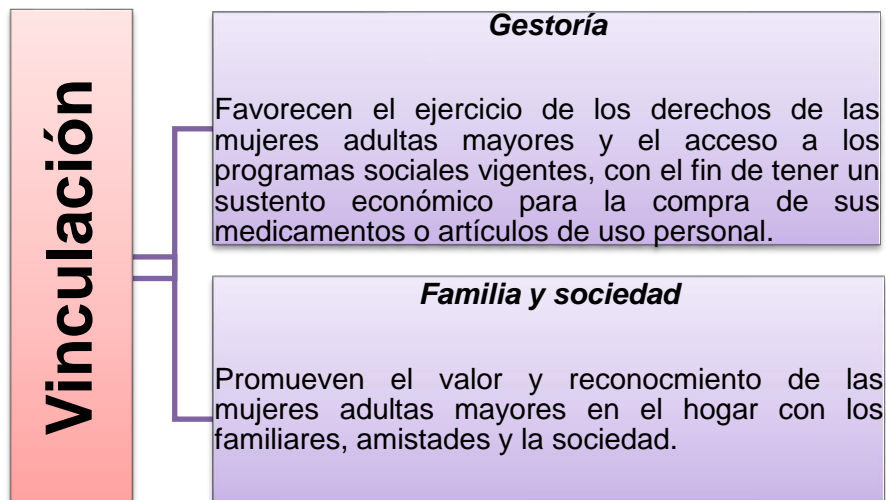 Vinculación
Gestoría
Favorecen el ejercicio de los derechos de las
mujeres adultas mayores y el acceso a los
programas sociales vigentes, con el fin de tener un
sustento económico para la compra de sus
medicamentos o artículos de uso personal.
Familia y sociedad
Promueven el valor y reconocmiento de las
mujeres adultas mayores en el hogar con los
familiares, amistades y la sociedad.